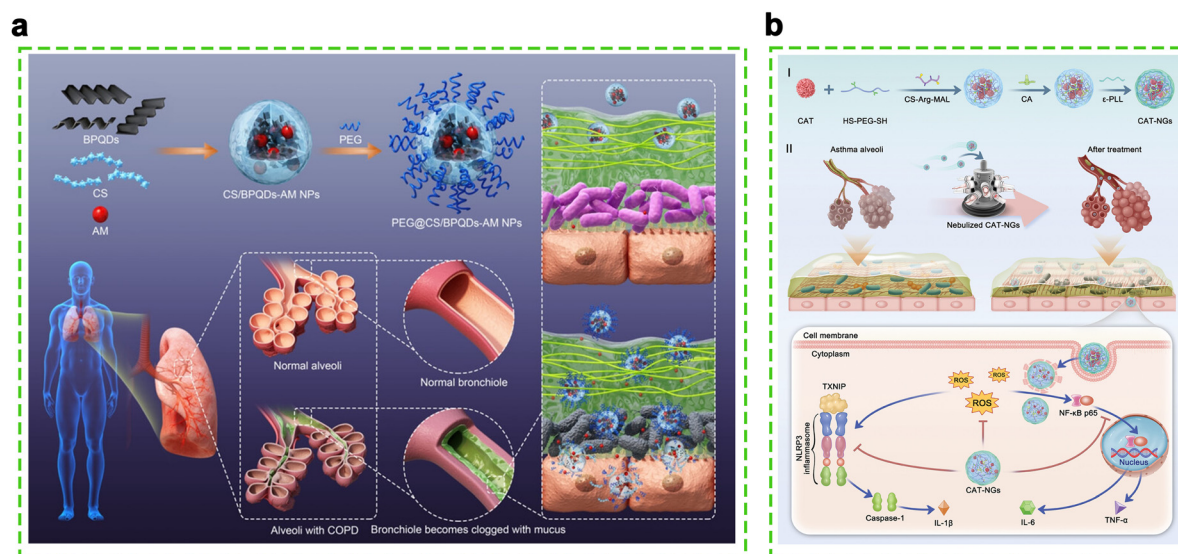 a
BPQDs
CS
AM
CS/BPQDs-AM NPs
PEG
PEG@CS/BPQDs-AM NPs
Normal alveoli
Normal bronchiole
Alveoli with COPD
Bronchiole becomes clogged with mucus
b
I
CAT
HS-PEG-SH
CS-Arg-MAL
CA
ε-PLL
CAT-NGs
II
Asthma alveoli
Nebulized CAT-NGs
After treatment
Cell membrane
Cytoplasm
TXNIP
NLRP3
inflammasome
ROS
ROS
ROS
NF-κB p65
Nucleus
CAT-NGs
Caspase-1
IL-1β
IL-6
TNF-α